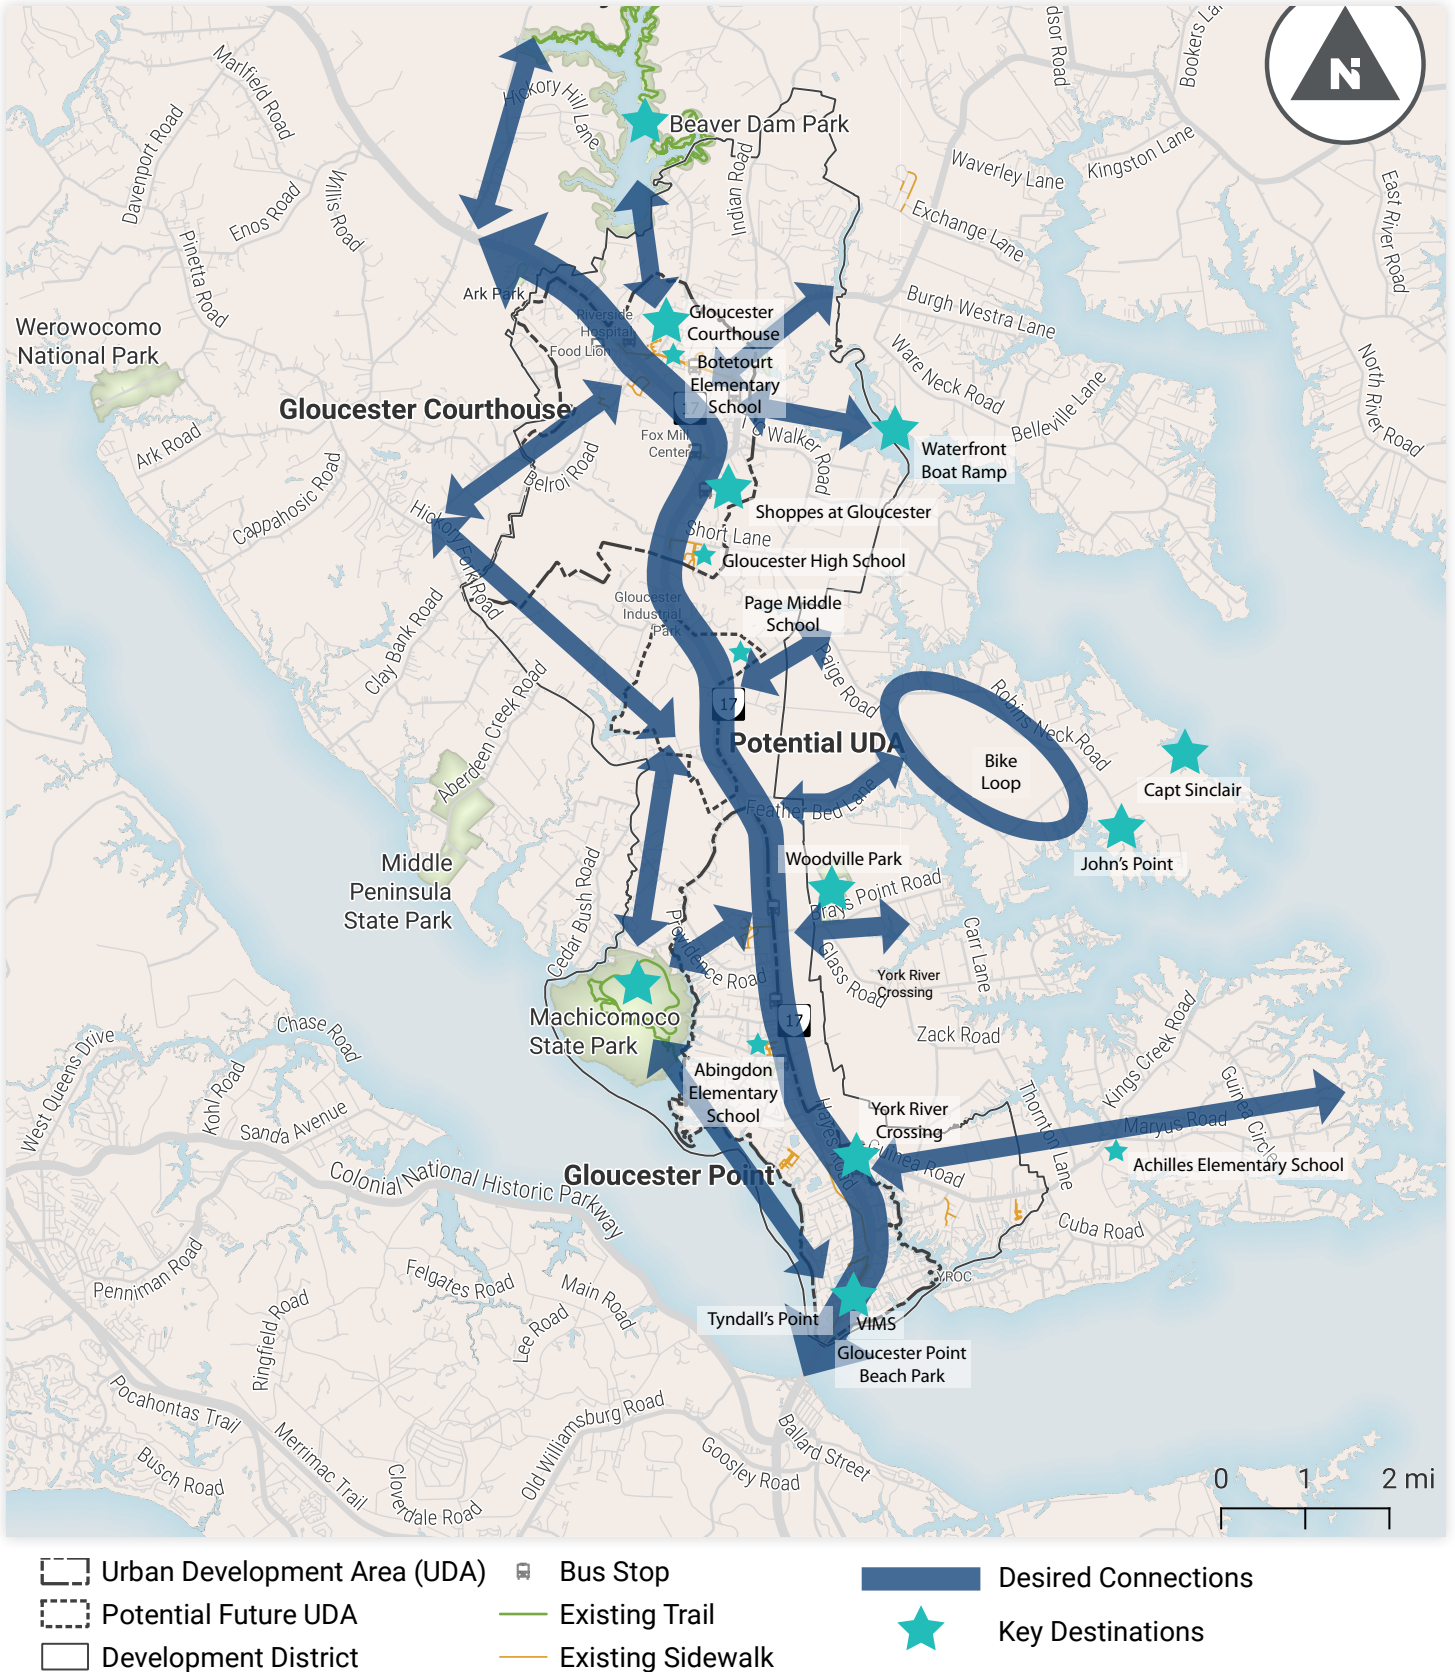 N
Marlfield Road
Hickory Hill Lane
Beaver Dam Park
Davenport Road
Willis Road
Enos Road
Pinetta Road
Indian Road
Bookers La
dsor Road
Waverley Lane
Kingston Lane
Exchange Lane
East River Road
Burgh Westra Lane
Ware Neck Road
Belleville Lane
North River Road
Ark Park
Riverside
Hospital
Food Lion
Gloucester
Courthouse
Botetourt
Elementary
School
Werowocomo
National Park
Gloucester Courthouse
17
Fox Mill
Center
T C Walker Road
Waterfront
Boat Ramp
Ark Road
Belroi Road
Cappahosic Road
Hickory Fork Road
Shoppes at Gloucester
Short Lane
Gloucester High School
Gloucester
Industrial
Park
Page Middle
School
Clay Bank Road
Aberdeen Creek Road
Paige Road
Robins Neck Road
17
Potential UDA
Bike
Loop
Capt Sinclair
Feather Bed Lane
John's Point
Middle
Peninsula
State Park
Woodville Park
Brays Point Road
Cedar Bush Road
Providence Road
Glass Road
York River
Crossing
Carr Lane
Zack Road
Machicomoco
State Park
17
Abingdon
Elementary
School
Hayes Road
York River
Crossing
Guinea Road
Thornton Lane
Kings Creek Road
Maryus Road
Guinea Circle
Achilles Elementary School
Cuba Road
Chase Road
West Queens Drive
Kohl Road
Sanda Avenue
Colonial National Historic Parkway
Gloucester Point
YROC
Penniman Road
Felgates Road
Main Road
Lee Road
Ringfield Road
Tyndall's Point
VIMS
Gloucester Point
Beach Park
Pocahontas Trail
Merrimac Trail
Busch Road
Cloverdale Road
Old Williamsburg Road
Goosley Road
Ballard Street
0 1 2 mi
Urban Development Area (UDA)
Bus Stop
Desired Connections
Potential Future UDA
Existing Trail
Key Destinations
Development District
Existing Sidewalk